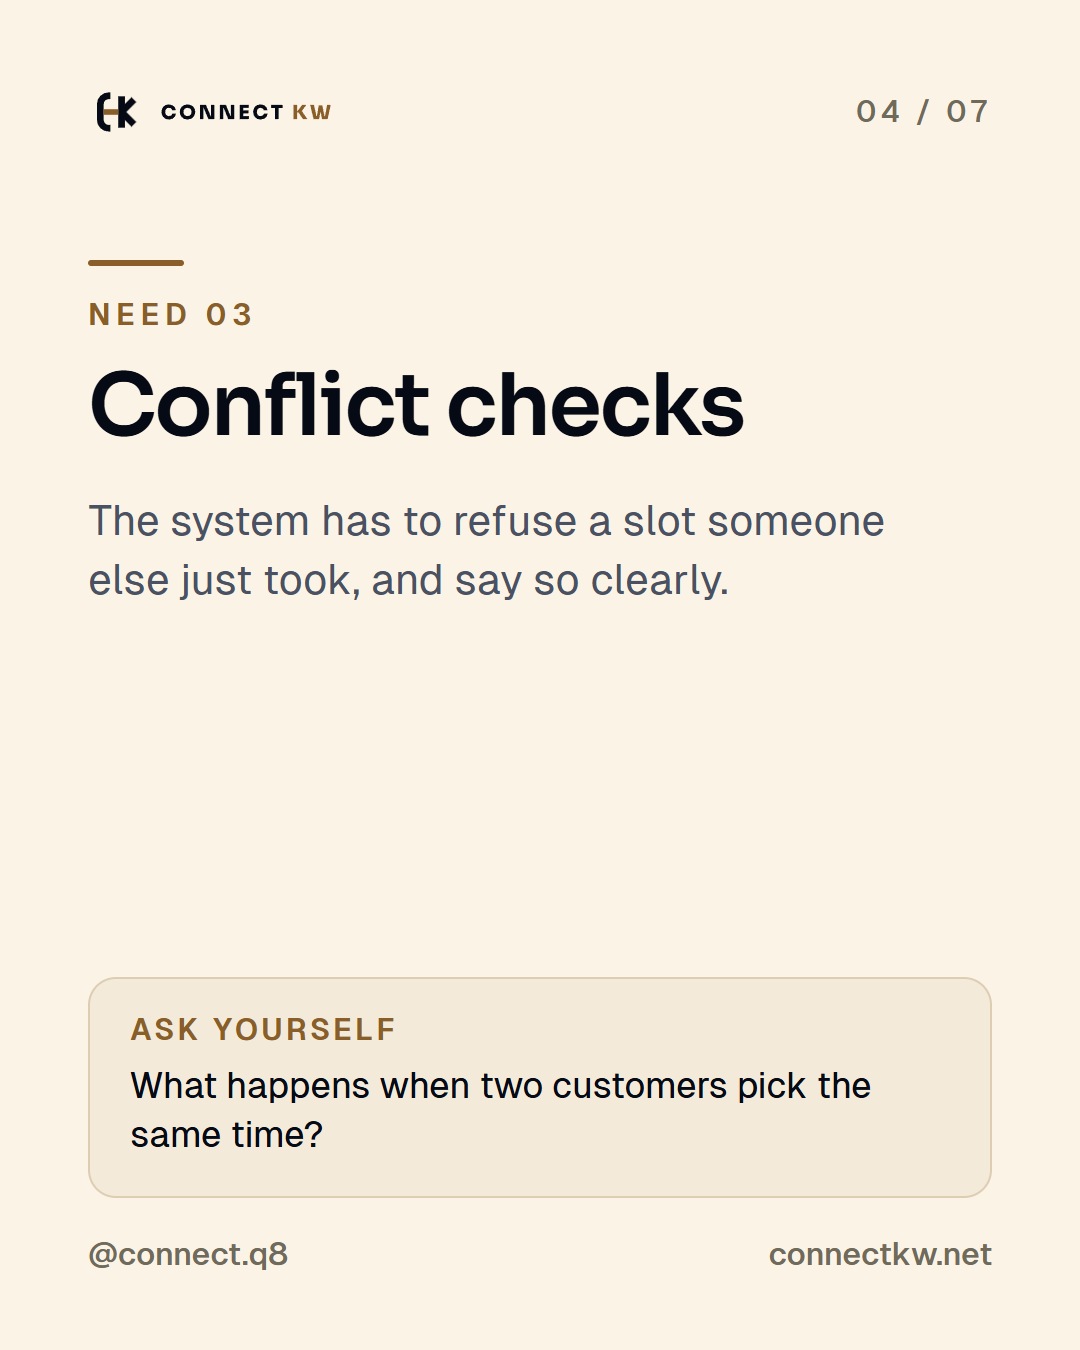 CONNECT KW
04 / 07
NEED 03
Conflict checks
The system has to refuse a slot someone
else just took, and say so clearly.
ASK YOURSELF
What happens when two customers pick the
same time?
@connect.q8
connectkw.net